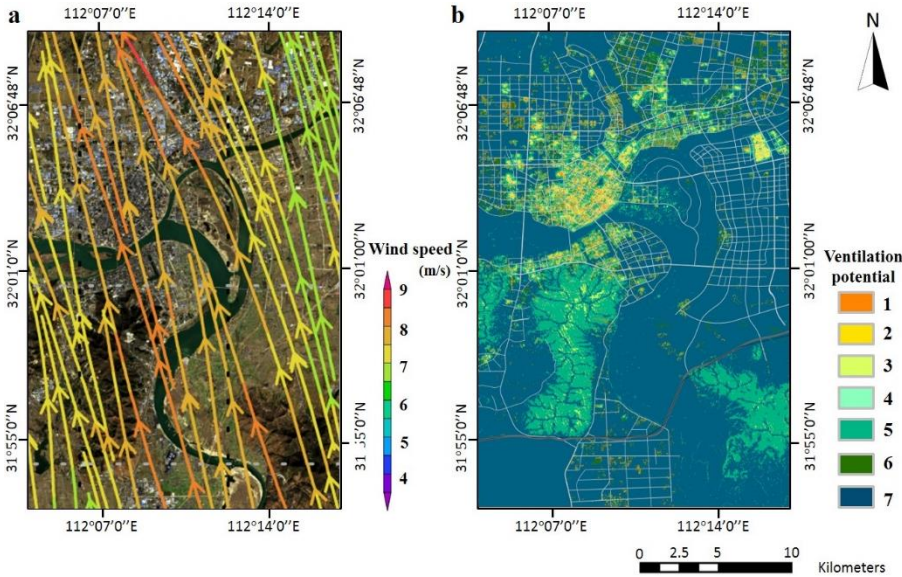 a
112°07'0''E
112°14'0''E
b
112°07'0''E
112°14'0''E
N
32°06'48''N
32°06'48''N
32°06'48''N
32°06'48''N
32°01'00''N
32°01'00''N
32°01'00''N
32°01'00''N
31°55'0''N
31°55'0''N
31°55'0''N
31°55'0''N
Wind speed
(m/s)
9
8
7
6
5
4
Ventilation
potential
1
2
3
4
5
6
7
112°07'0''E
112°14'0''E
112°07'0''E
112°14'0''E
0 2.5 5 10
Kilometers